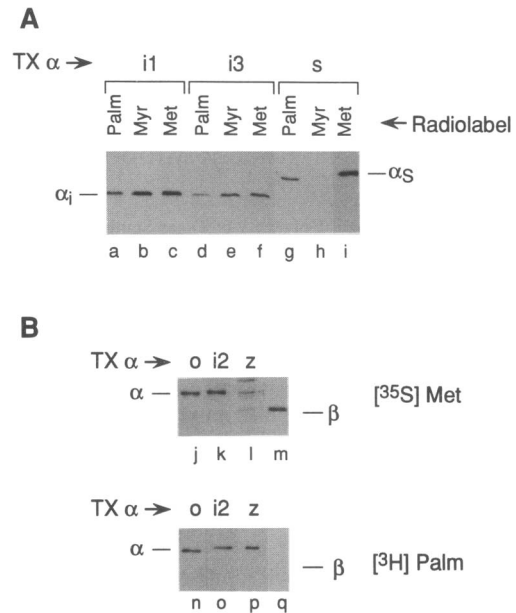 A
TX α → i1 i3 s
Palm Myr Met Palm Myr Met Palm Myr Met ← Radiolabel
αi — — αS
a b c d e f g h i
B
TX α → o i2 z
α — — β [35S] Met
j k l m
TX α → o i2 z
α — — β [3H] Palm
n o p q